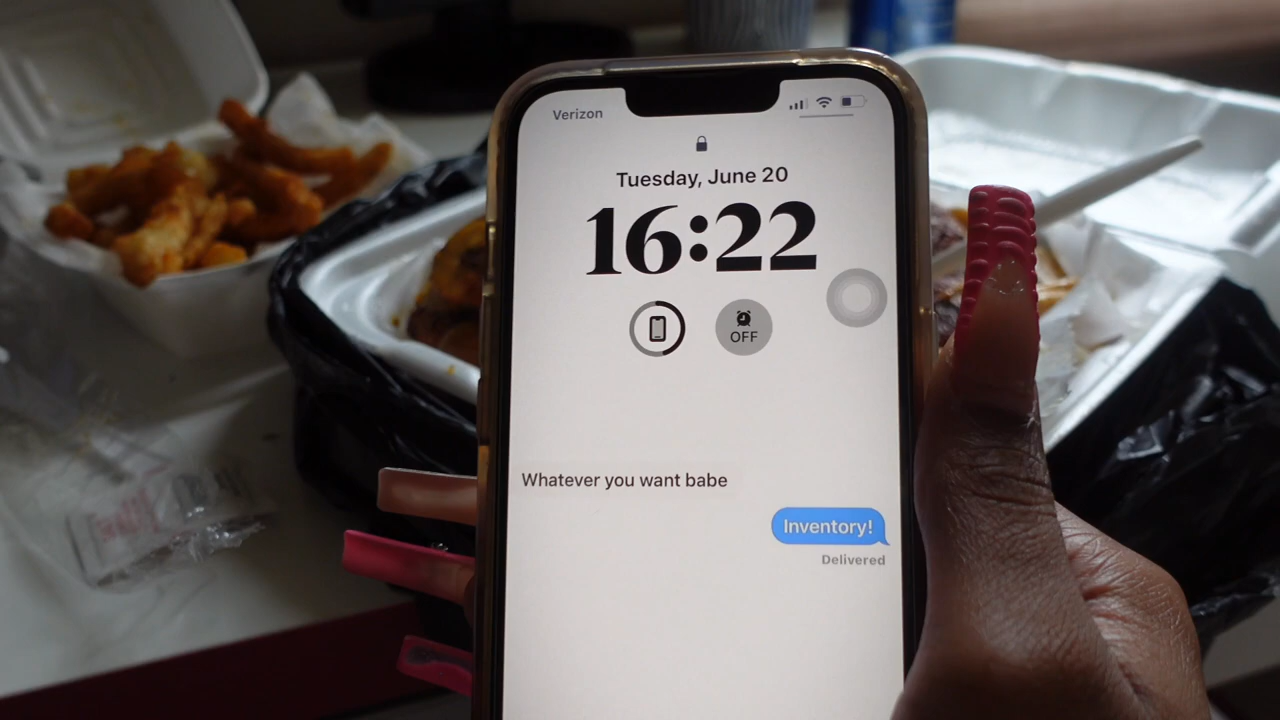 Verizon
Tuesday, June 20
16:22
OFF
Whatever you want babe
Inventory!
Delivered